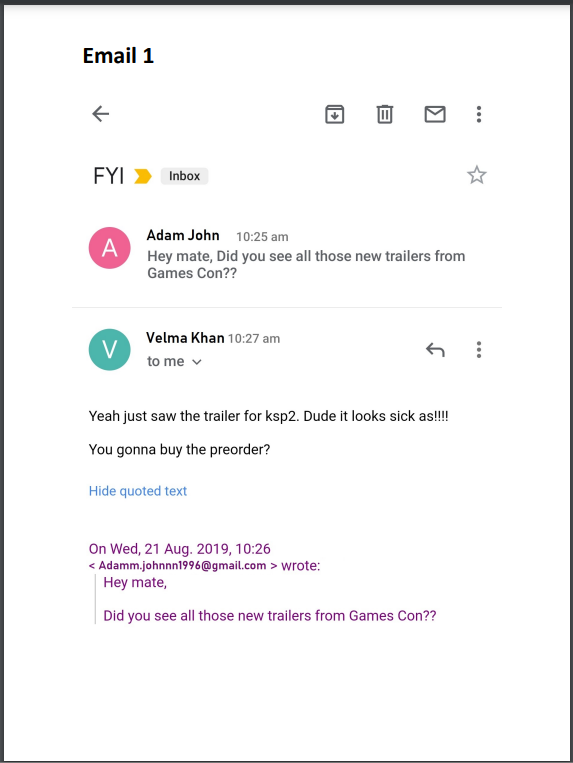 Email 1
FYI
Inbox
A
Adam John 10:25 am
Hey mate, Did you see all those new trailers from
Games Con??
V
Velma Khan 10:27 am
to me
Yeah just saw the trailer for ksp2. Dude it looks sick as!!!!
You gonna buy the preorder?
Hide quoted text
On Wed, 21 Aug. 2019, 10:26
< Adamm.johnnn1996@gmail.com > wrote:
Hey mate,
Did you see all those new trailers from Games Con??